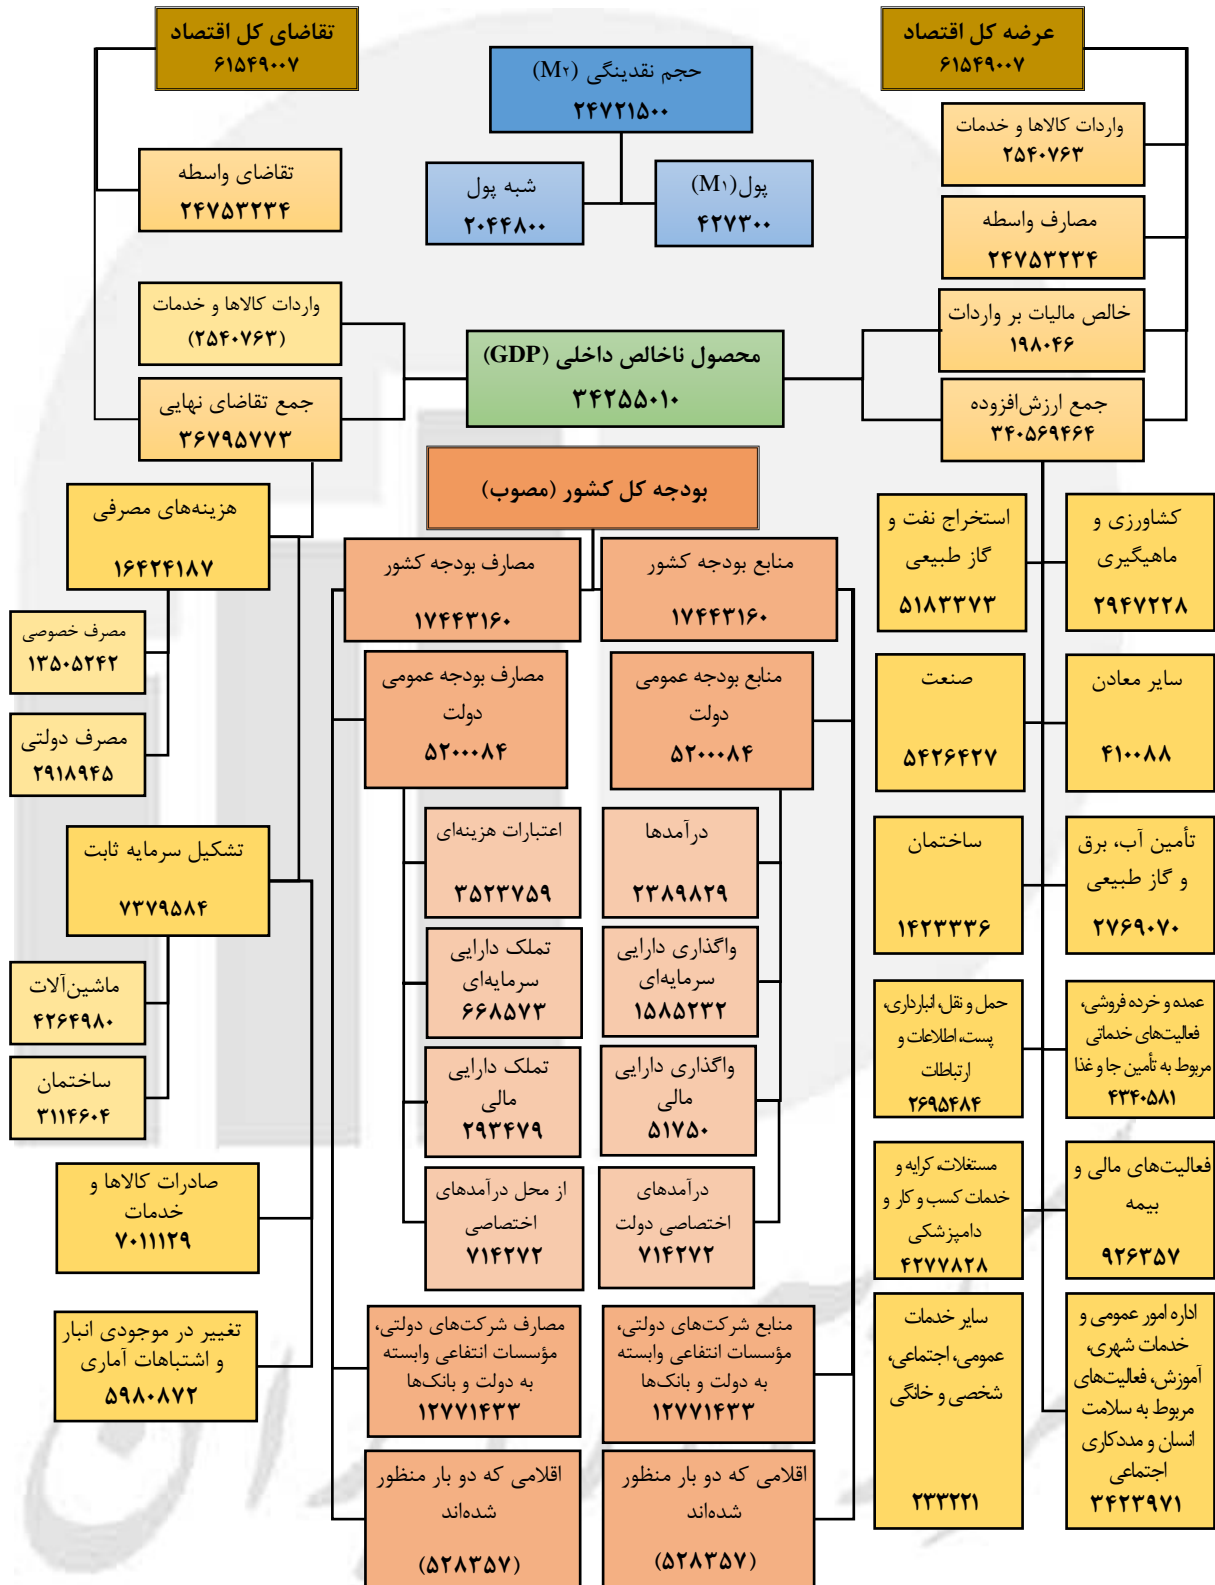 عرضه کل اقتصاد
۶۱۵۴۹۰۰۷
تقاضای کل اقتصاد
۶۱۵۴۹۰۰۷
حجم نقدینگی (M۲)
۲۴۷۲۱۵۰۰
پول(M۱)
۴۲۷۳۰۰
شبه پول
۲۰۴۴۸۰۰
واردات کالاها و خدمات
۲۵۴۰۷۶۳
مصارف واسطه
۲۴۷۵۳۲۳۴
خالص مالیات بر واردات
۱۹۸۰۴۶
جمع ارزش‌افزوده
۳۴۰۵۶۹۴۶۴
تقاضای واسطه
۲۴۷۵۳۲۳۴
واردات کالاها و خدمات
(۲۵۴۰۷۶۳)
جمع تقاضای نهایی
۳۶۷۹۵۷۷۳
محصول ناخالص داخلی (GDP)
۳۴۲۵۵۰۱۰
کشاورزی و
ماهیگیری
۲۹۴۷۲۲۸
استخراج نفت و
گاز طبیعی
۵۱۸۳۳۷۳
سایر معادن
۴۱۰۰۸۸
صنعت
۵۴۲۶۴۲۷
تأمین آب، برق
و گاز طبیعی
۲۷۶۹۰۷۰
ساختمان
۱۴۲۳۳۳۶
عمده و خرده فروشی،
فعالیت‌های خدماتی
مربوط به تأمین جا و غذا
۴۳۴۰۵۸۱
حمل و نقل، انبارداری،
پست، اطلاعات و
ارتباطات
۲۶۹۵۴۸۴
فعالیت‌های مالی و
بیمه
۹۲۶۳۵۷
مستغلات، کرایه و
خدمات کسب و کار و
دامپزشکی
۴۲۷۷۸۲۸
اداره امور عمومی و
خدمات شهری،
آموزش، فعالیت‌های
مربوط به سلامت
انسان و مددکاری
اجتماعی
۳۴۲۳۹۷۱
سایر خدمات
عمومی، اجتماعی،
شخصی و خانگی
۲۳۳۲۲۱
بودجه کل کشور (مصوب)
منابع بودجه کشور
۱۷۴۴۳۱۶۰
مصارف بودجه کشور
۱۷۴۴۳۱۶۰
منابع بودجه عمومی
دولت
۵۲۰۰۰۸۴
مصارف بودجه عمومی
دولت
۵۲۰۰۰۸۴
درآمدها
۲۳۸۹۸۲۹
اعتبارات هزینه‌ای
۳۵۲۳۷۵۹
واگذاری دارایی
سرمایه‌ای
۱۵۸۵۲۳۲
تملک دارایی
سرمایه‌ای
۶۶۸۵۷۳
واگذاری دارایی
مالی
۵۱۷۵۰
تملک دارایی
مالی
۲۹۳۴۷۹
درآمدهای
اختصاصی دولت
۷۱۴۲۷۲
از محل درآمدهای
اختصاصی
۷۱۴۲۷۲
منابع شرکت‌های دولتی،
مؤسسات انتفاعی وابسته
به دولت و بانک‌ها
۱۲۷۷۱۴۳۳
مصارف شرکت‌های دولتی،
مؤسسات انتفاعی وابسته
به دولت و بانک‌ها
۱۲۷۷۱۴۳۳
اقلامی که دو بار منظور
شده‌اند
(۵۲۸۳۵۷)
اقلامی که دو بار منظور
شده‌اند
(۵۲۸۳۵۷)
هزینه‌های مصرفی
۱۶۴۲۴۱۸۷
مصرف خصوصی
۱۳۵۰۵۲۴۲
مصرف دولتی
۲۹۱۸۹۴۵
تشکیل سرمایه ثابت
۷۳۷۹۵۸۴
ماشین‌آلات
۴۲۶۴۹۸۰
ساختمان
۳۱۱۴۶۰۴
صادرات کالاها و
خدمات
۷۰۱۱۱۲۹
تغییر در موجودی انبار
و اشتباهات آماری
۵۹۸۰۸۷۲